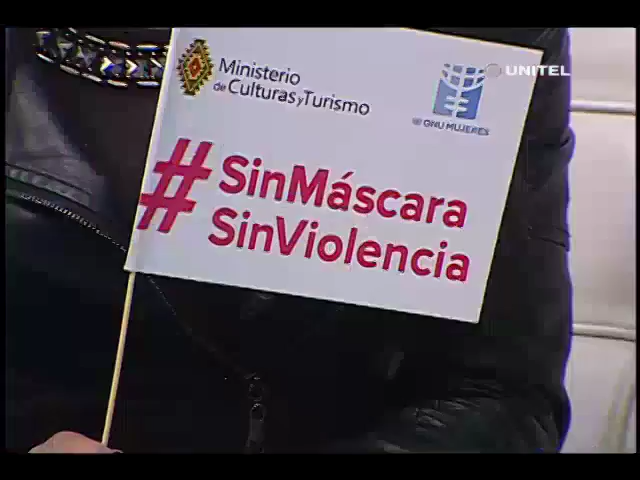 Ministerio
de Culturas y Turismo
UNITEL
ONU MUJERES
#SinMáscara
SinViolencia